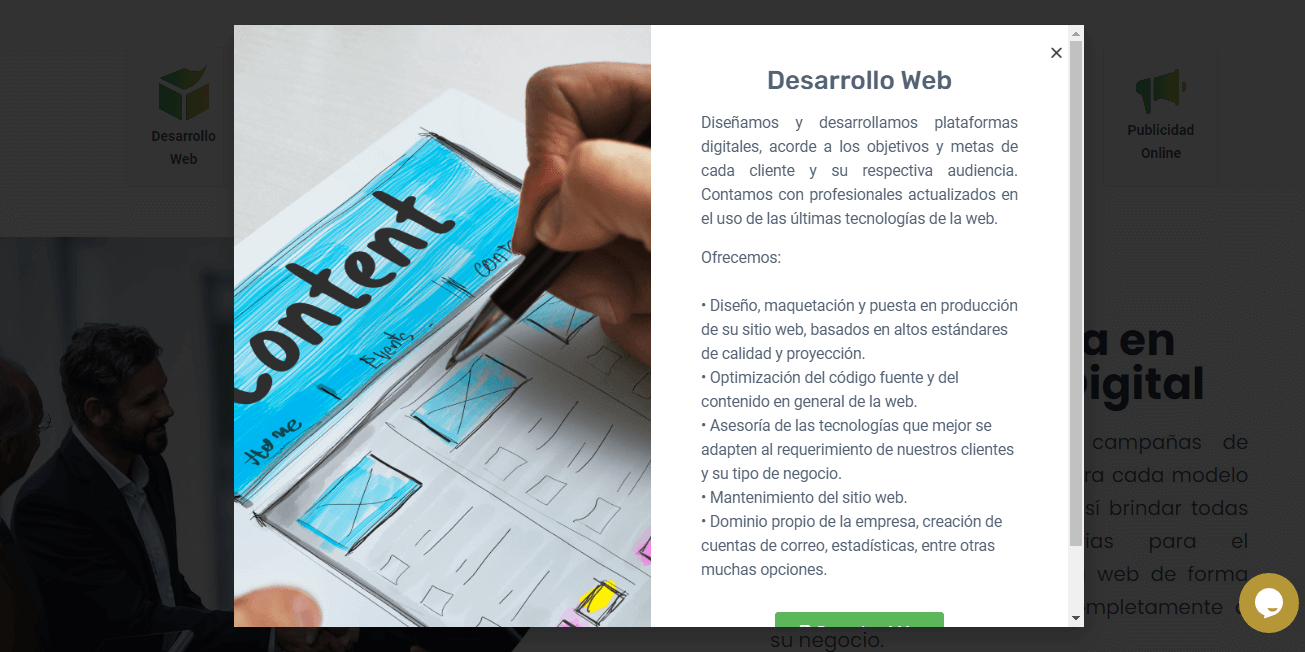 Desarrollo
Web
Publicidad
Online
Content
Home
Events
Desarrollo Web
Diseñamos y desarrollamos plataformas
digitales, acorde a los objetivos y metas de
cada cliente y su respectiva audiencia.
Contamos con profesionales actualizados en
el uso de las últimas tecnologías de la web.
Ofrecemos:
• Diseño, maquetación y puesta en producción
de su sitio web, basados en altos estándares
de calidad y proyección.
• Optimización del código fuente y del
contenido en general de la web.
• Asesoría de las tecnologías que mejor se
adapten al requerimiento de nuestros clientes
y su tipo de negocio.
• Mantenimiento del sitio web.
• Dominio propio de la empresa, creación de
cuentas de correo, estadísticas, entre otras
muchas opciones.
a en
igital
campañas de
ra cada modelo
sí brindar todas
ias para el
web de forma
mpletamente
su negocio.